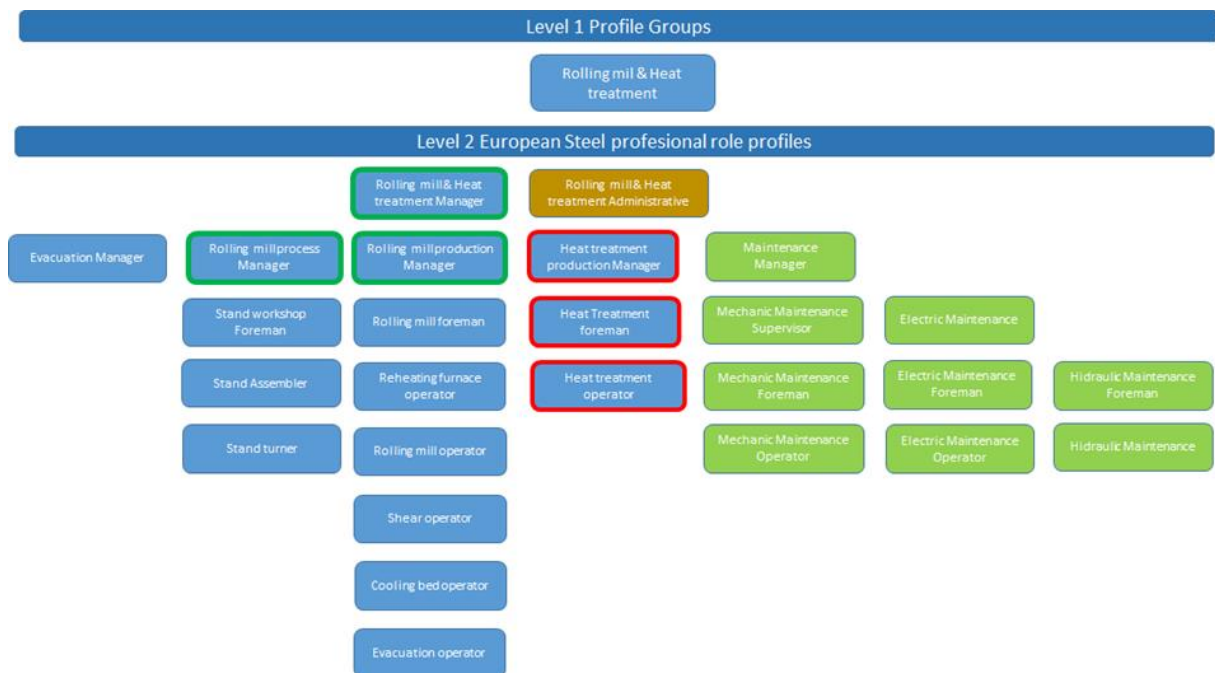 Level 1 Profile Groups
Rolling mil & Heat
treatment
Level 2 European Steel profesional role profiles
Rolling mill& Heat
treatment Manager
Rolling mill& Heat
treatment Administrative
Evacuation Manager
Rolling millprocess
Manager
Rolling millproduction
Manager
Heat treatment
production Manager
Maintenance
Manager
Stand workshop
Foreman
Rolling mill foreman
Heat Treatment
foreman
Mechanic Maintenance
Supervisor
Electric Maintenance
Stand Assembler
Reheating furnace
operator
Heat treatment
operator
Mechanic Maintenance
Foreman
Electric Maintenance
Foreman
Hidraulic Maintenance
Foreman
Stand turner
Rolling mill operator
Mechanic Maintenance
Operator
Electric Maintenance
Operator
Hidraulic Maintenance
Shear operator
Cooling bed operator
Evacuation operator